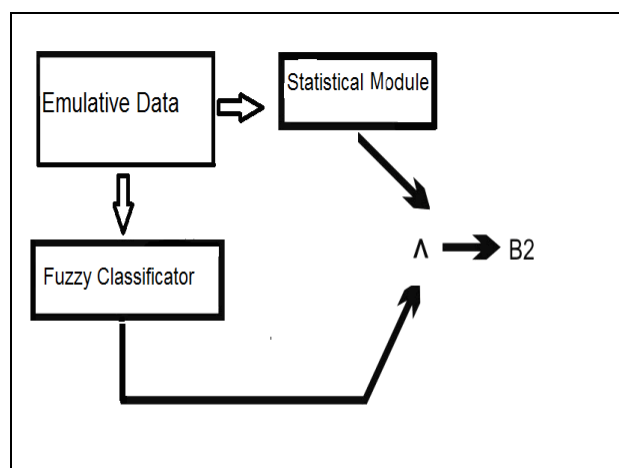 Emulative Data
Statistical Module
Fuzzy Classificator
∧
B2